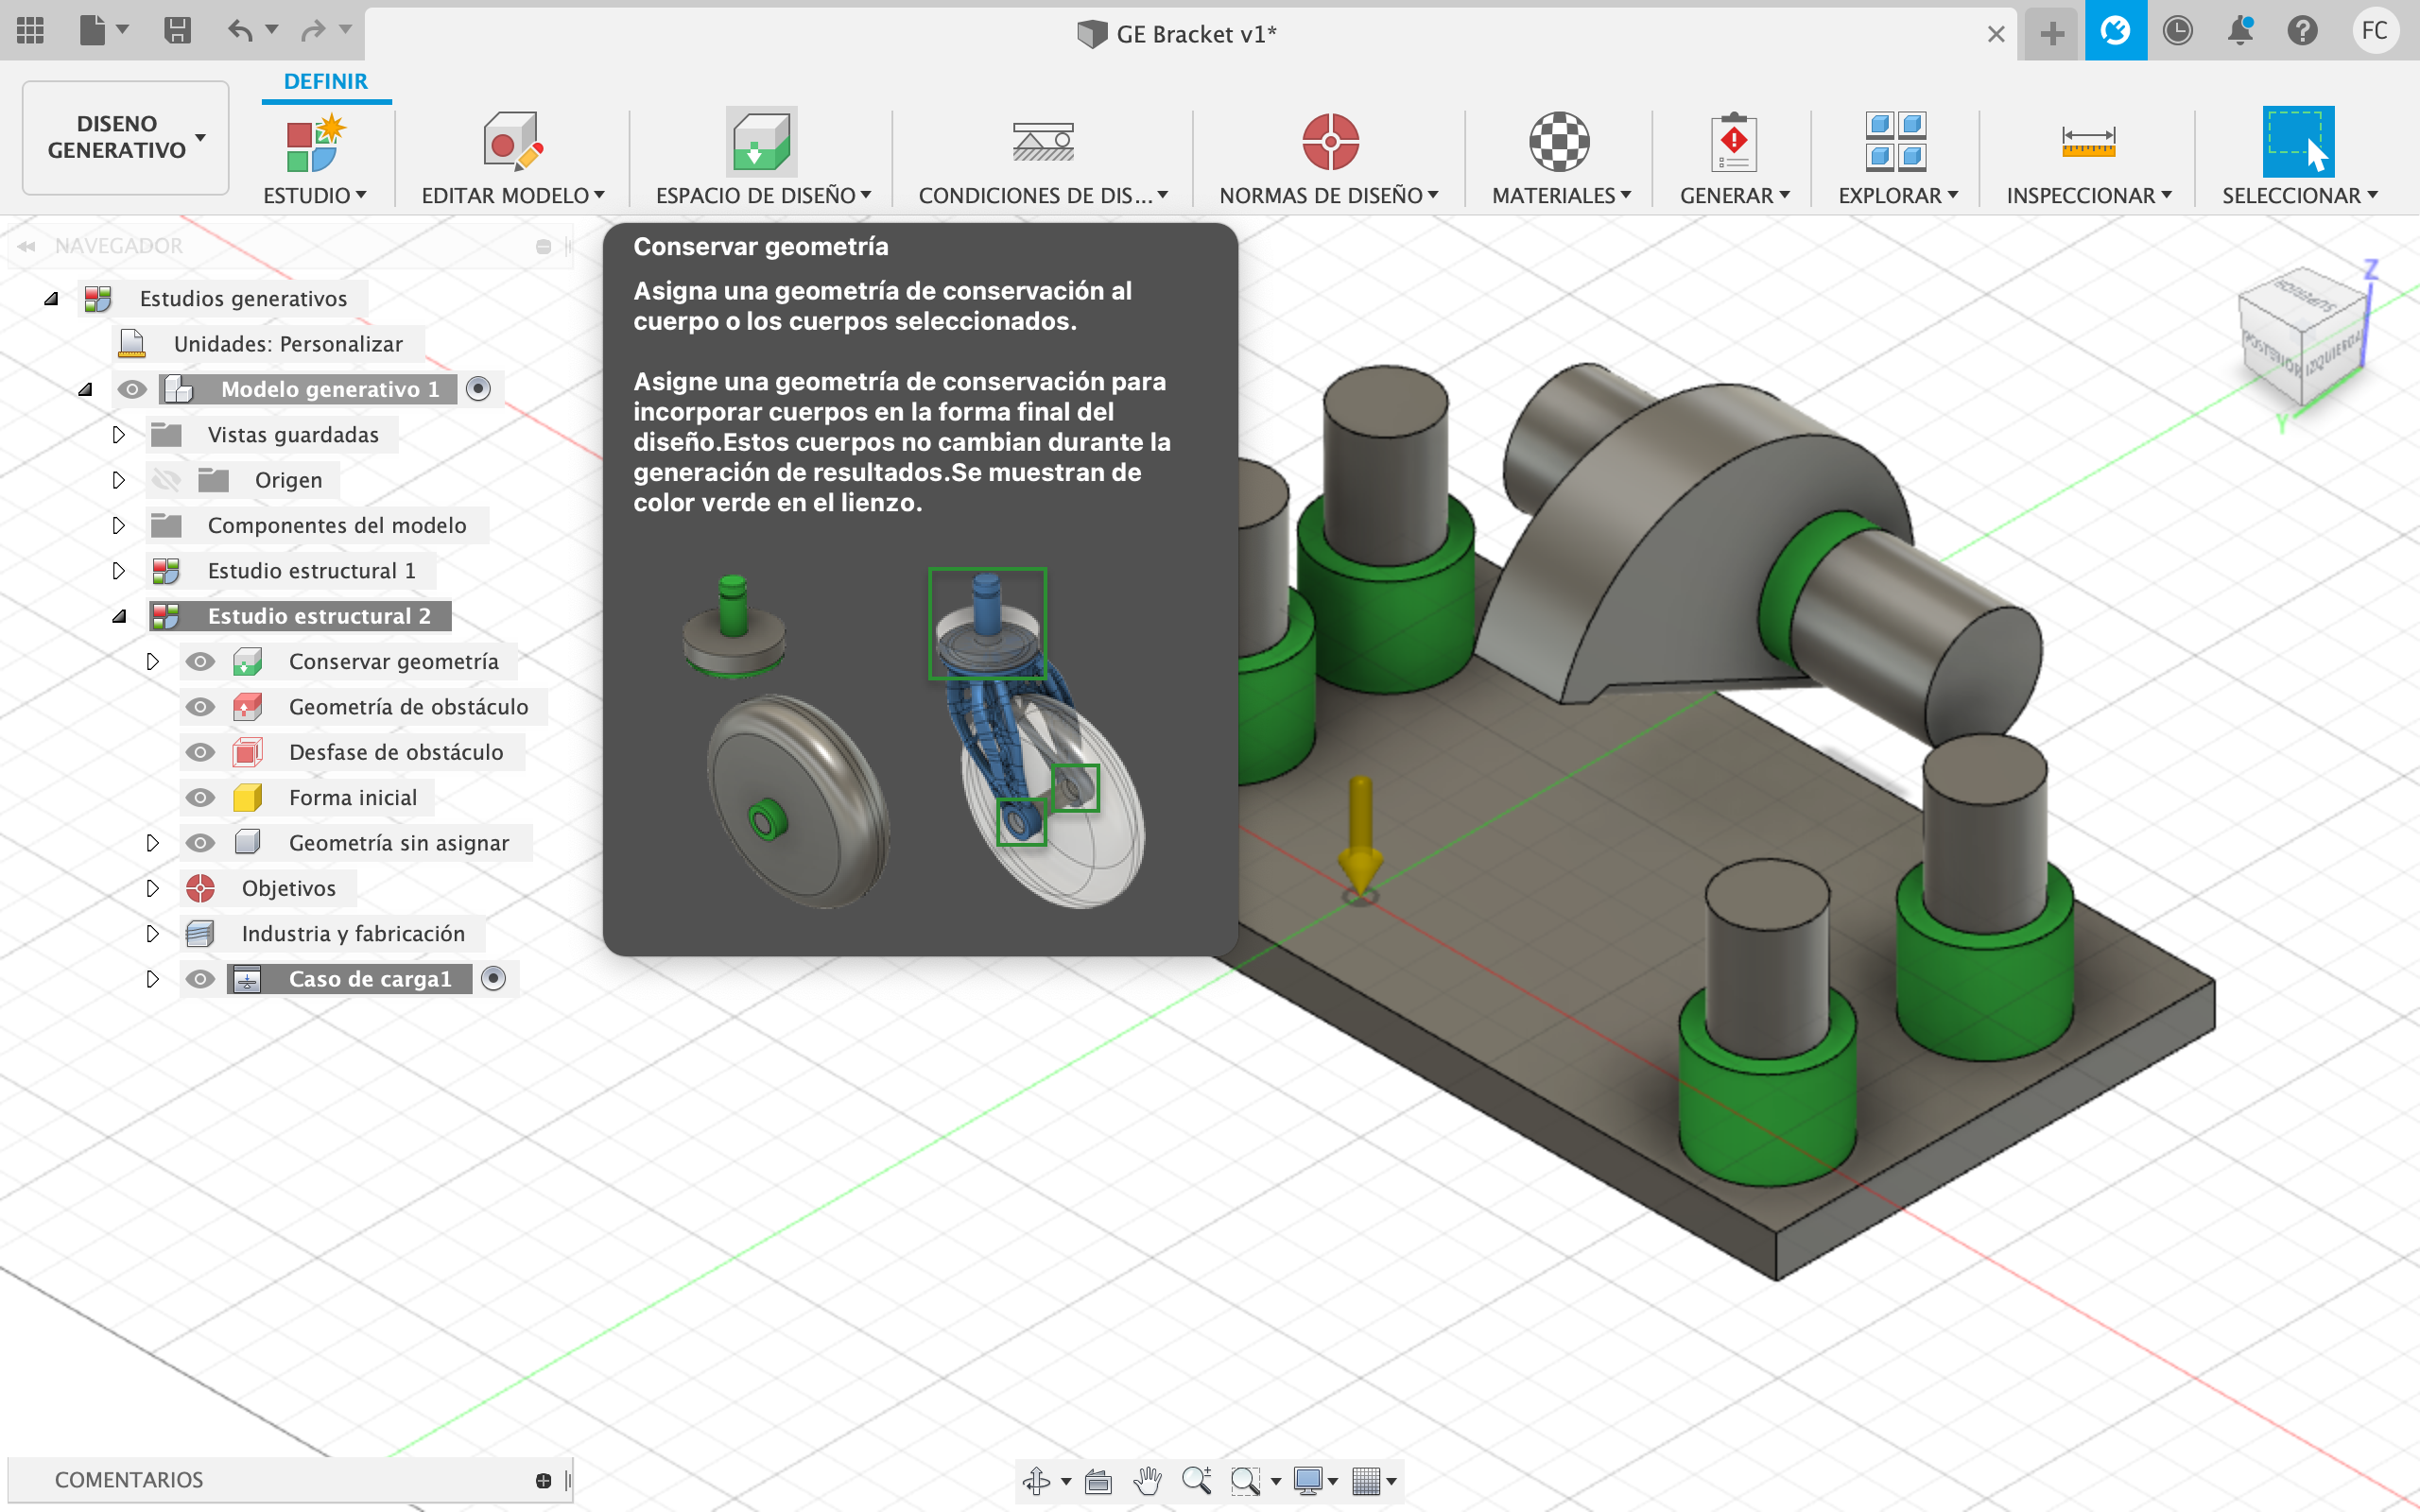 GE Bracket v1*
FC
DISENO
GENERATIVO
DEFINIR
ESTUDIO
EDITAR MODELO
ESPACIO DE DISEÑO
CONDICIONES DE DIS...
NORMAS DE DISEÑO
MATERIALES
GENERAR
EXPLORAR
INSPECCIONAR
SELECCIONAR
NAVEGADOR
Estudios generativos
Unidades: Personalizar
Modelo generativo 1
Vistas guardadas
Origen
Componentes del modelo
Estudio estructural 1
Estudio estructural 2
Conservar geometría
Geometría de obstáculo
Desfase de obstáculo
Forma inicial
Geometría sin asignar
Objetivos
Industria y fabricación
Caso de carga1
Conservar geometría
Asigna una geometría de conservación al
cuerpo o los cuerpos seleccionados.
Asigne una geometría de conservación para
incorporar cuerpos en la forma final del
diseño.Estos cuerpos no cambian durante la
generación de resultados.Se muestran de
color verde en el lienzo.
Z
SUPERIOR
POSTERIOR
IZQUIERDA
Y
COMENTARIOS